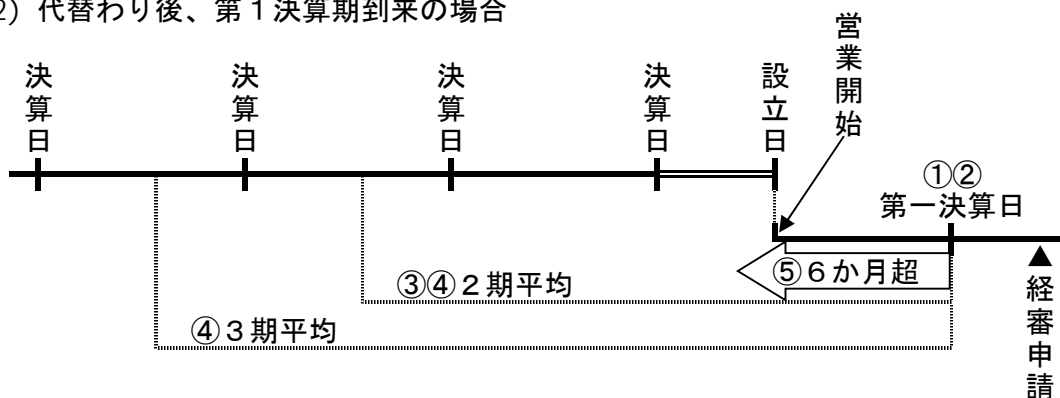 2) 代替わり後、第１決算期到来の場合
決算日
決算日
決算日
決算日
設立日
営業開始
①②
第一決算日
⑤６か月超
③④２期平均
④３期平均
▲経審申請